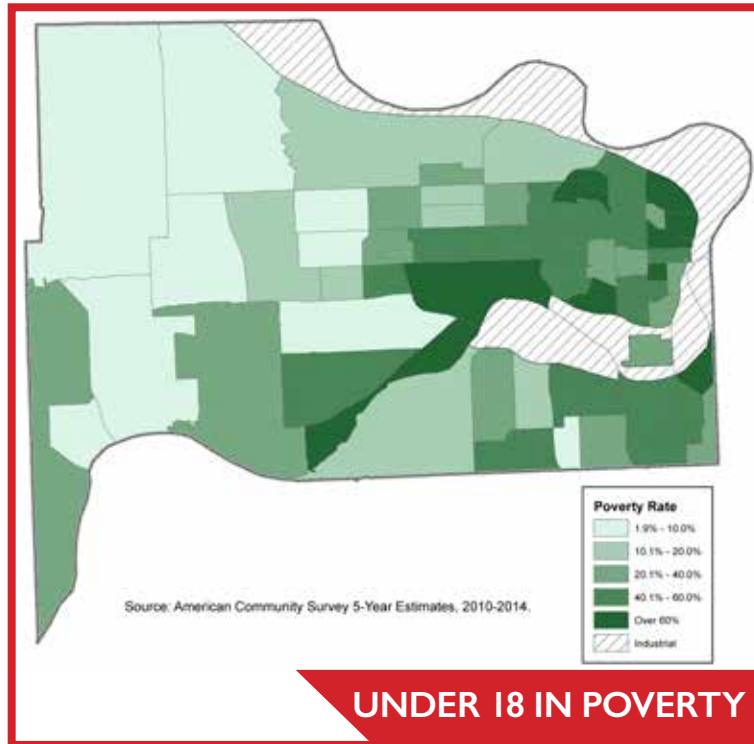 Poverty Rate
1.9% - 10.0%
10.1% - 20.0%
20.1% - 40.0%
40.1% - 60.0%
Over 60%
Industrial
Source: American Community Survey 5-Year Estimates, 2010-2014.
UNDER 18 IN POVERTY